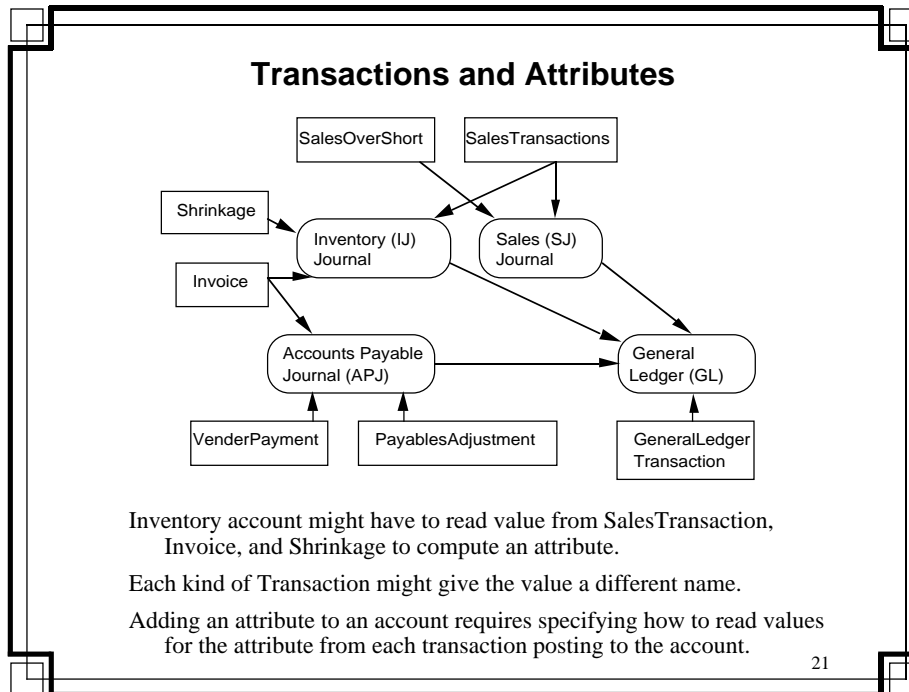 Transactions and Attributes
SalesOverShort
SalesTransactions
Shrinkage
Inventory (IJ)
Journal
Sales (SJ)
Journal
Invoice
Accounts Payable
Journal (APJ)
General
Ledger (GL)
VenderPayment
PayablesAdjustment
GeneralLedger
Transaction
Inventory account might have to read value from SalesTransaction,
Invoice, and Shrinkage to compute an attribute.
Each kind of Transaction might give the value a different name.
Adding an attribute to an account requires specifying how to read values
for the attribute from each transaction posting to the account.
21